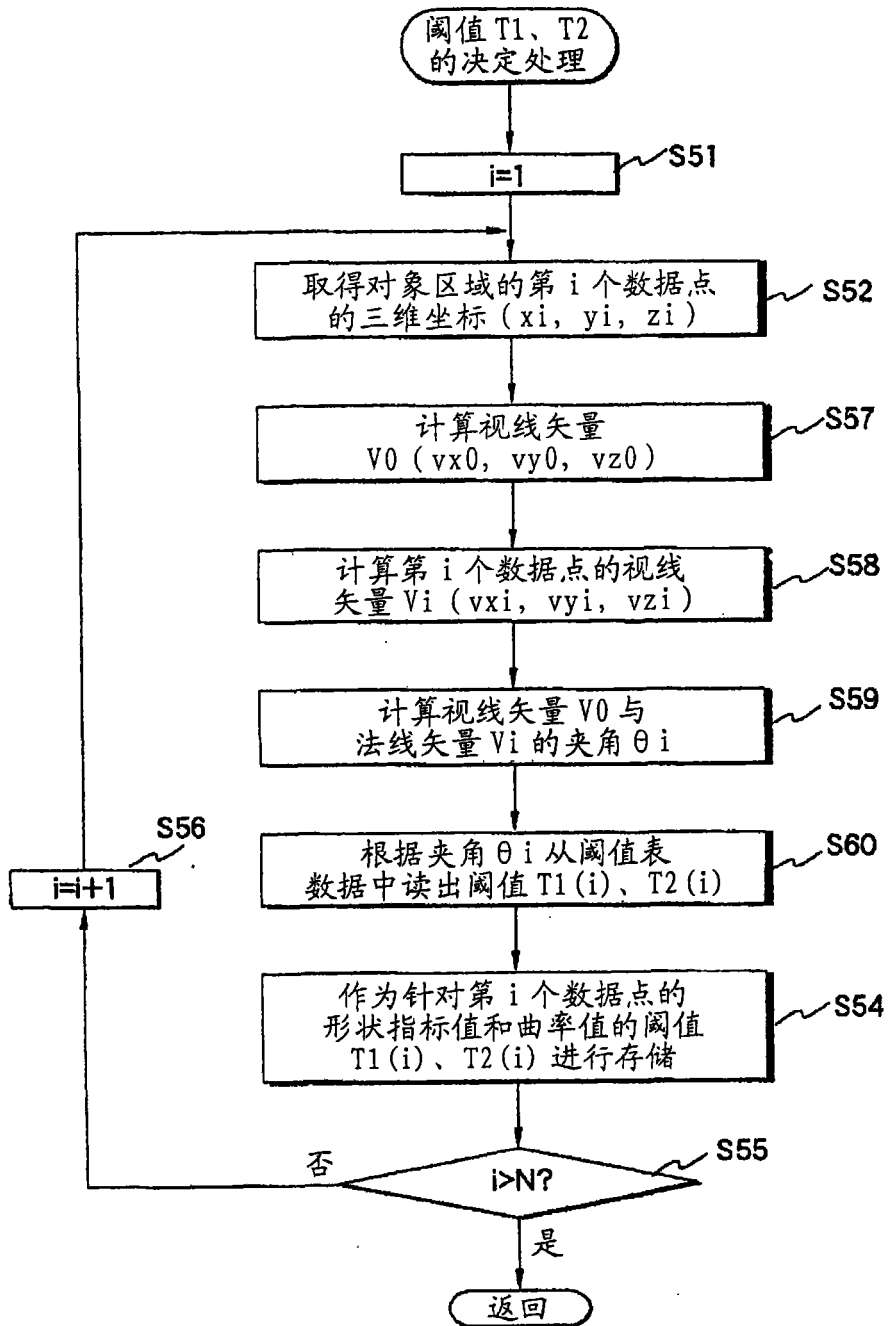 阈值 T1、T2
的决定处理
S51
i=1
取得对象区域的第 i 个数据点
的三维坐标 (xi, yi, zi)
S52
计算视线矢量
V0 (vx0, vy0, vz0)
S57
计算第 i 个数据点的视线
矢量 Vi (vxi, vyi, vzi)
S58
计算视线矢量 V0 与
法线矢量 Vi 的夹角 θi
S59
S56
i=i+1
根据夹角 θi 从阈值表
数据中读出阈值 T1(i)、T2(i)
S60
作为针对第 i 个数据点的
形状指标值和曲率值的阈值
T1(i)、T2(i) 进行存储
S54
否
i>N?
S55
是
返回